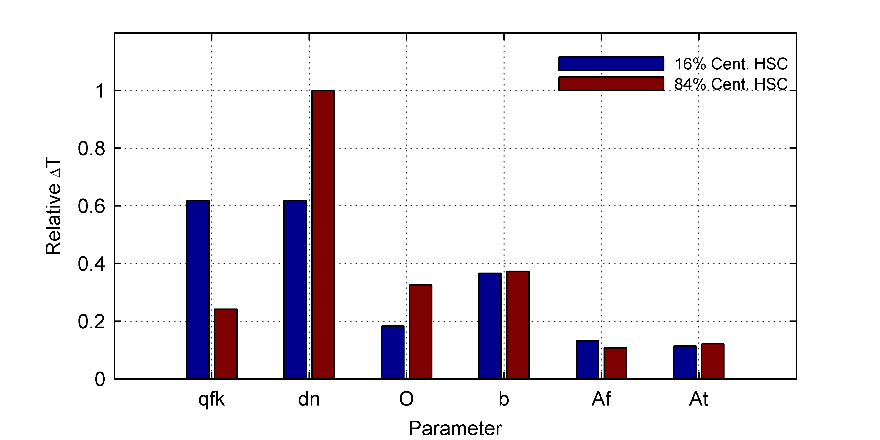 16% Cent. HSC
84% Cent. HSC
1
0.8
0.6
0.4
0.2
0
Relative ΔT
qfk dn O b Af At
Parameter